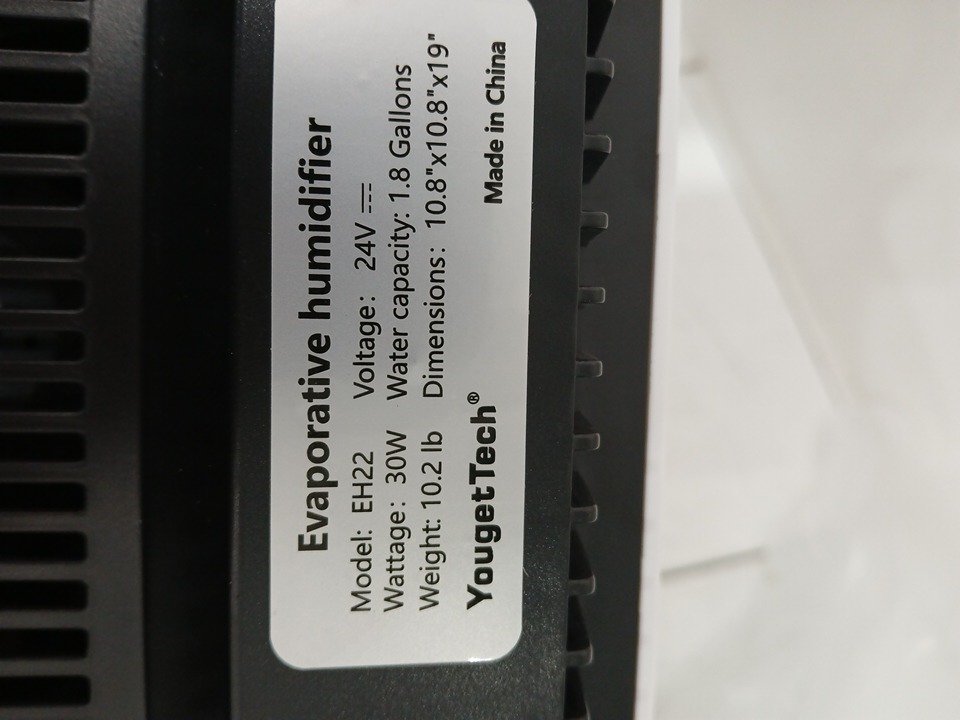 Evaporative humidifier
Model: EH22 Voltage: 24V ⎓
Wattage: 30W Water capacity: 1.8 Gallons
Weight: 10.2 lb Dimensions: 10.8"x10.8"x19"
YougetTech® Made in China